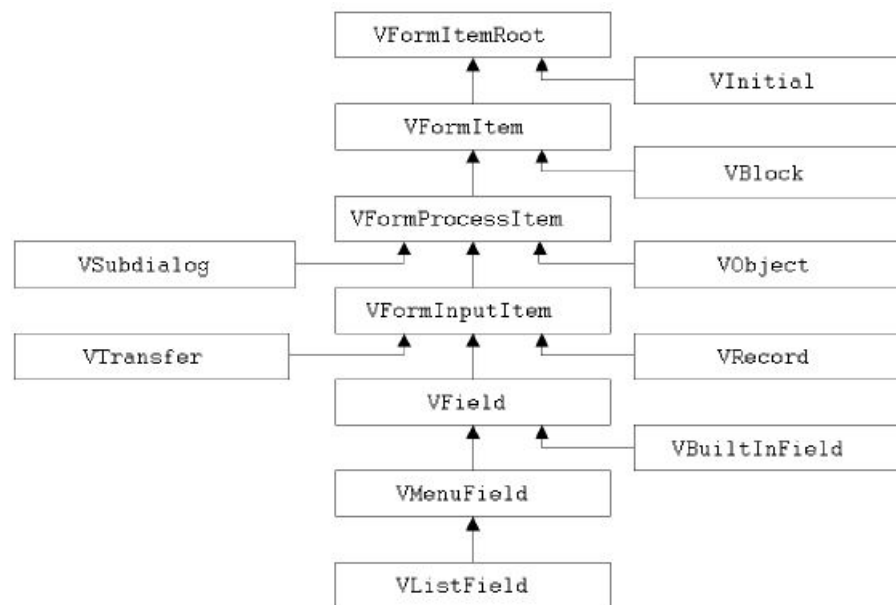 VFormItemRoot
VInitial
VFormItem
VBlock
VFormProcessItem
VSubdialog
VObject
VFormInputItem
VTransfer
VRecord
VField
VBuiltInField
VMenuField
VListField